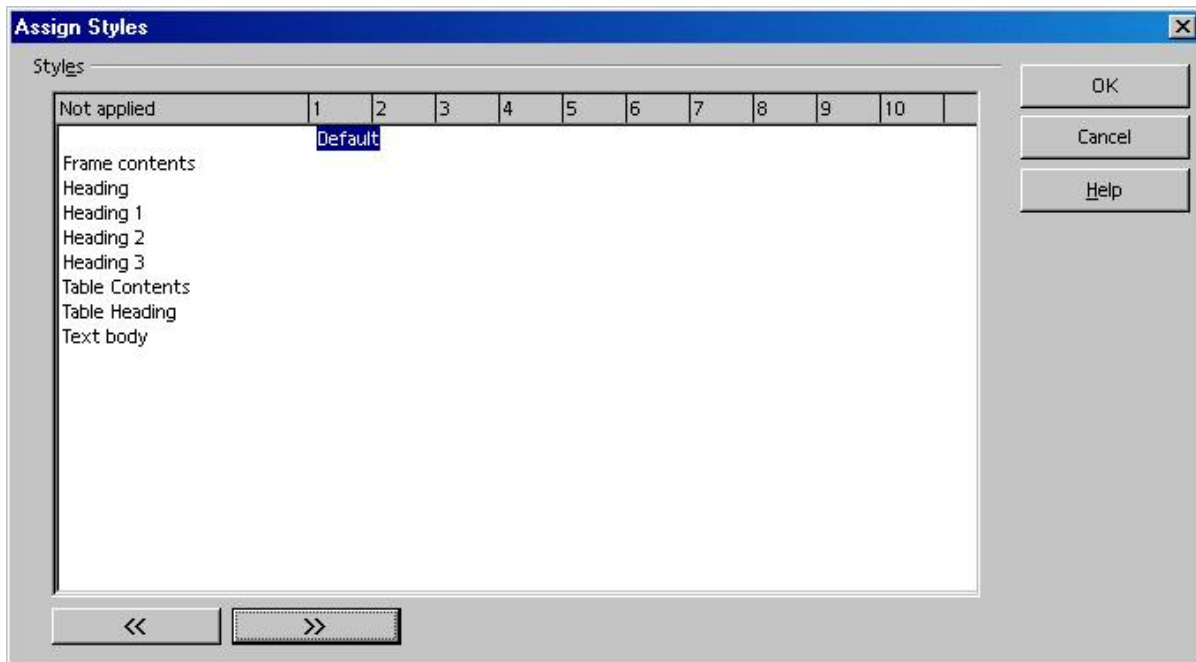 Assign Styles
Styles
Not applied 1 2 3 4 5 6 7 8 9 10
Default
Frame contents
Heading
Heading 1
Heading 2
Heading 3
Table Contents
Table Heading
Text body
OK
Cancel
Help
<< >>